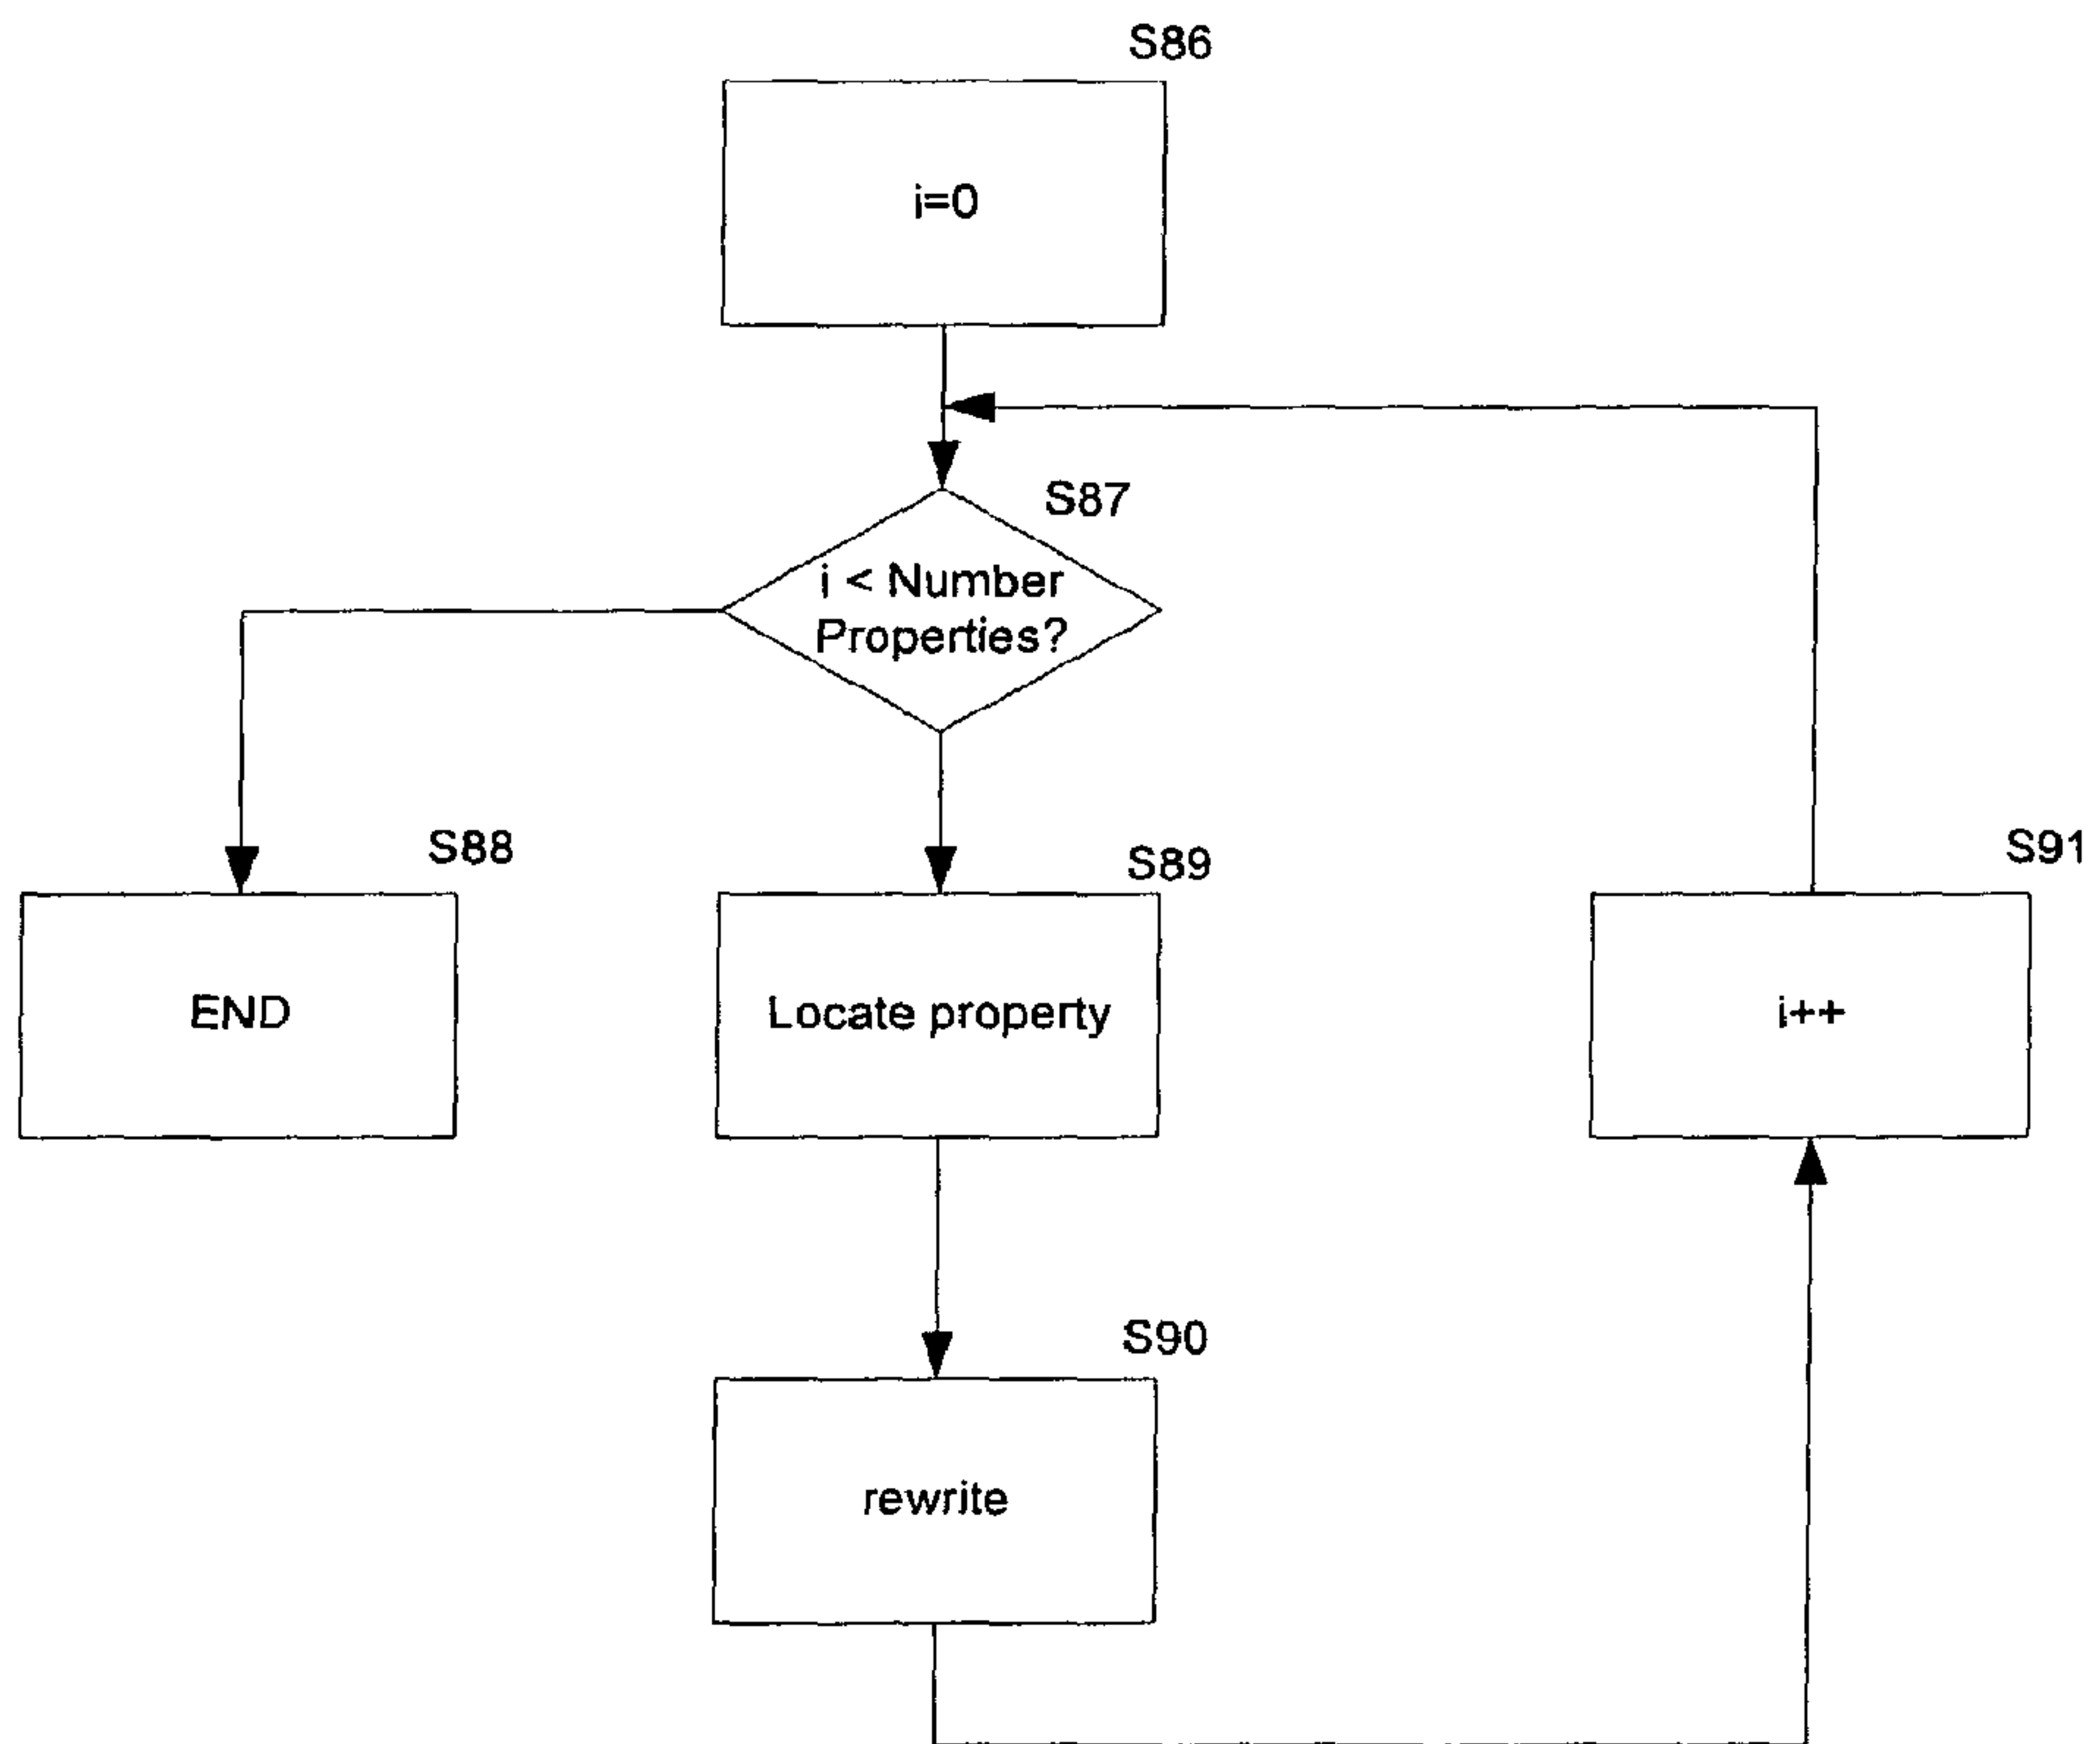 S86
i=0
S87
i < Number
Properties?
S88
END
S89
Locate property
S91
i++
S90
rewrite